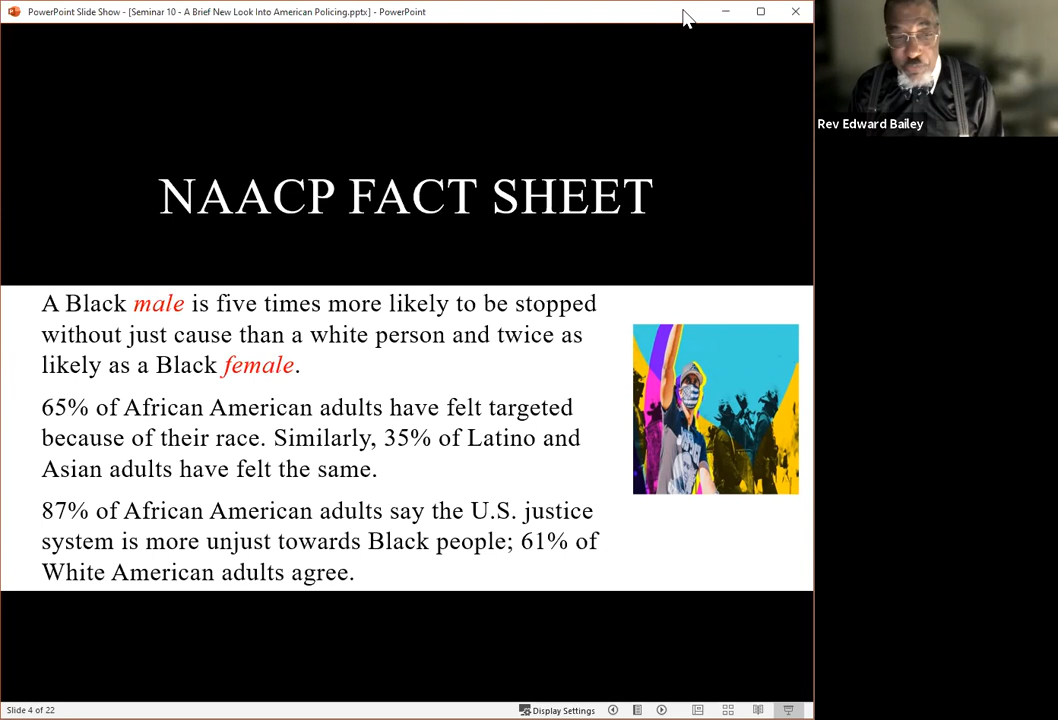 PowerPoint Slide Show - [Seminar 10 - A Brief New Look Into American Policing.pptx] - PowerPoint
Rev Edward Bailey
NAACP FACT SHEET
A Black male is five times more likely to be stopped
without just cause than a white person and twice as
likely as a Black female.
65% of African American adults have felt targeted
because of their race. Similarly, 35% of Latino and
Asian adults have felt the same.
87% of African American adults say the U.S. justice
system is more unjust towards Black people; 61% of
White American adults agree.
Slide 4 of 22
Display Settings